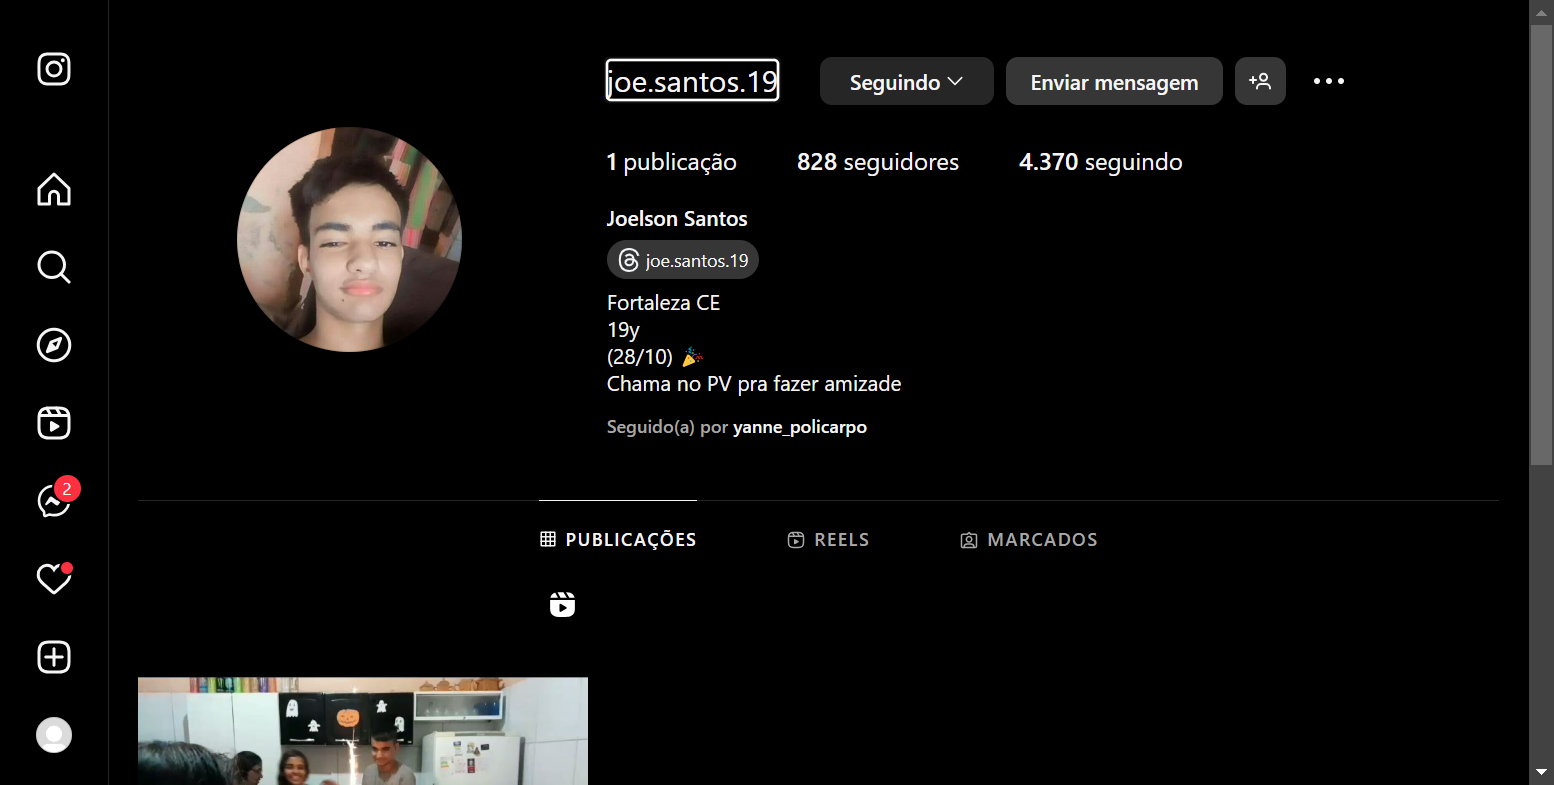 joe.santos.19
Seguindo
Enviar mensagem
1 publicação
828 seguidores
4.370 seguindo
Joelson Santos
joe.santos.19
Fortaleza CE
19y
(28/10) 🎉
Chama no PV pra fazer amizade
Seguido(a) por yanne_policarpo
2
PUBLICAÇÕES
REELS
MARCADOS